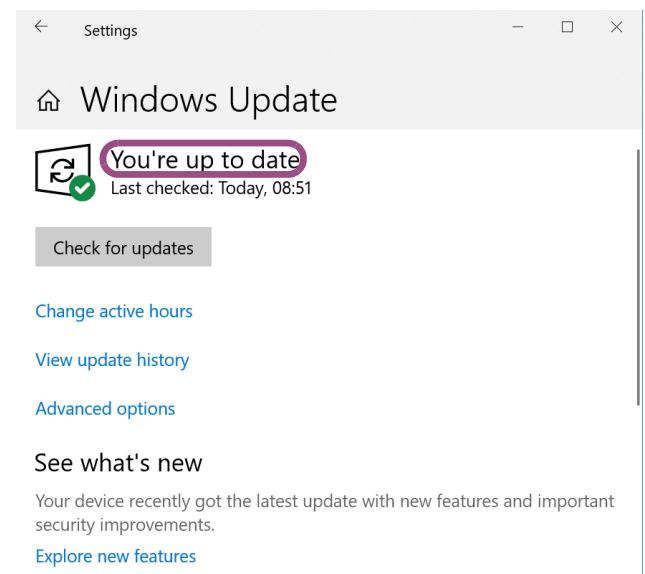 Settings
Windows Update
You're up to date
Last checked: Today, 08:51
Check for updates
Change active hours
View update history
Advanced options
See what's new
Your device recently got the latest update with new features and important
security improvements.
Explore new features